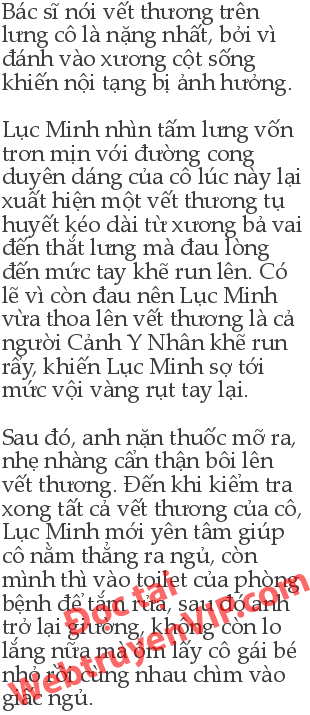 Bác sĩ nói vết thương trên
lưng cô là nặng nhất, bởi vì
đánh vào xương cột sống
khiến nội tạng bị ảnh hưởng.
Lục Minh nhìn tấm lưng vốn
trơn mịn với đường cong
duyên dáng của cô lúc này lại
xuất hiện một vết thương tụ
huyết kéo dài từ xương bả vai
đến thắt lưng mà đau lòng
đến mức tay khẽ run lên. Có
lẽ vì còn đau nên Lục Minh
vừa thoa lên vết thương là cả
người Cảnh Y Nhân khẽ run
rẩy, khiến Lục Minh sợ tới
mức vội vàng rụt tay lại.
Sau đó, anh nặn thuốc mỡ ra,
nhẹ nhàng cẩn thận bôi lên
vết thương. Đến khi kiểm tra
xong tất cả vết thương của cô,
Lục Minh mới yên tâm giúp
cô nằm thẳng ra ngủ, còn
mình thì vào toilet của phòng
bệnh để tắm rửa, sau đó anh
trở lại giường, không còn lo
lắng nữa mà ôm lấy cô gái bé
nhỏ rồi cùng nhau chìm vào
giấc ngủ.
Đọc tại
WebtruyenVIP.com